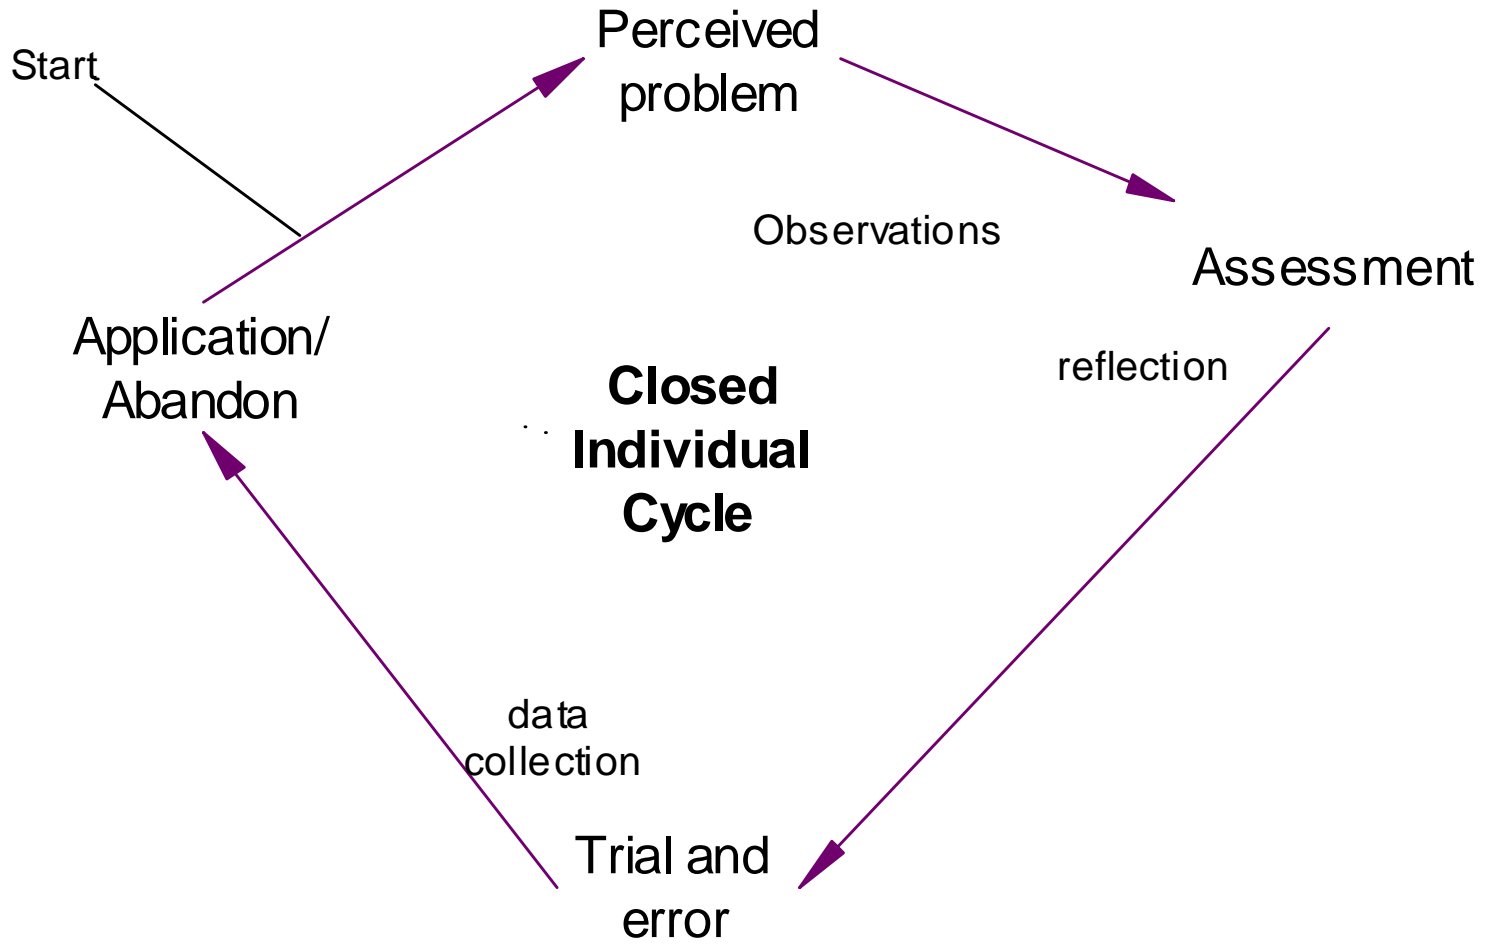 Perceived
problem
Start
Observations
Assessment
Application/
Abandon
reflection
Closed
Individual
Cycle
data
collection
Trial and
error